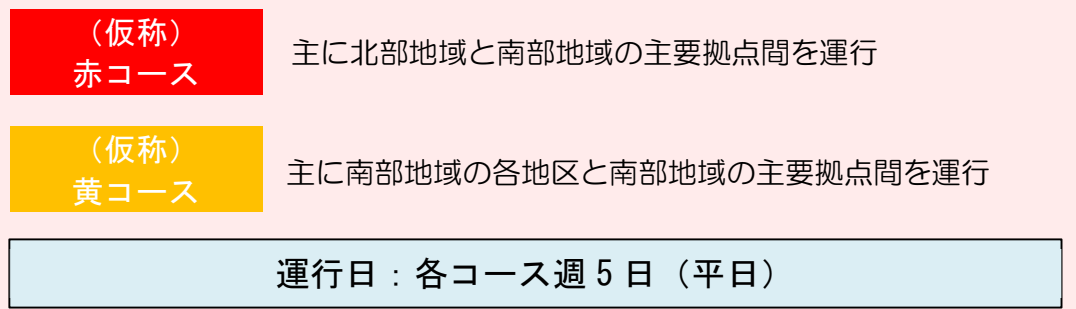 （仮称）
赤コース
主に北部地域と南部地域の主要拠点間を運行
（仮称）
黄コース
主に南部地域の各地区と南部地域の主要拠点間を運行
運行日：各コース週５日（平日）